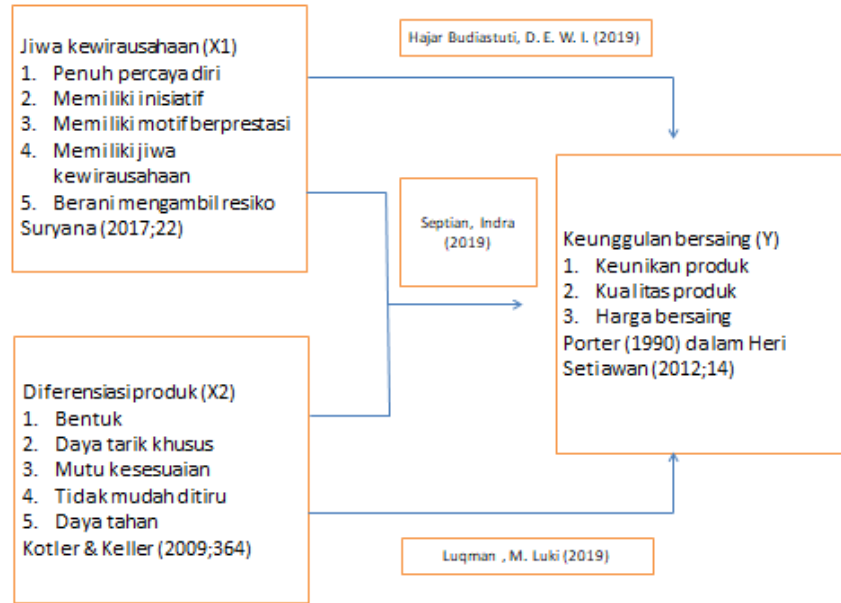 Jiwa kewirausahaan (X1)
1. Penuh percaya diri
2. Memiliki inisiatif
3. Memiliki motif berprestasi
4. Memiliki jiwa
kewirausahaan
5. Berani mengambil resiko
Suryana (2017;22)
Hajar Budiastuti, D. E. W. I. (2019)
Septian, Indra
(2019)
Keunggulan bersaing (Y)
1. Keunikan produk
2. Kualitas produk
3. Harga bersaing
Porter (1990) dalam Heri
Setiawan (2012;14)
Diferensiasi produk (X2)
1. Bentuk
2. Daya tarik khusus
3. Mutu kesesuaian
4. Tidak mudah ditiru
5. Daya tahan
Kotler & Keller (2009;364)
Luqman , M. Luki (2019)